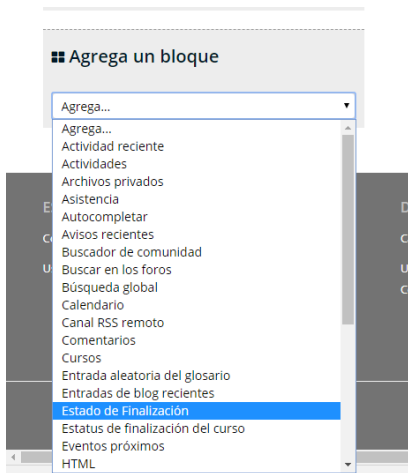 Agrega un bloque
Agrega...
Agrega...
Actividad reciente
Actividades
Archivos privados
Asistencia
Autocompletar
Avisos recientes
Buscador de comunidad
Buscar en los foros
Búsqueda global
Calendario
Canal RSS remoto
Comentarios
Cursos
Entrada aleatoria del glosario
Entradas de blog recientes
Estado de Finalización
Estatus de finalización del curso
Eventos próximos
HTML